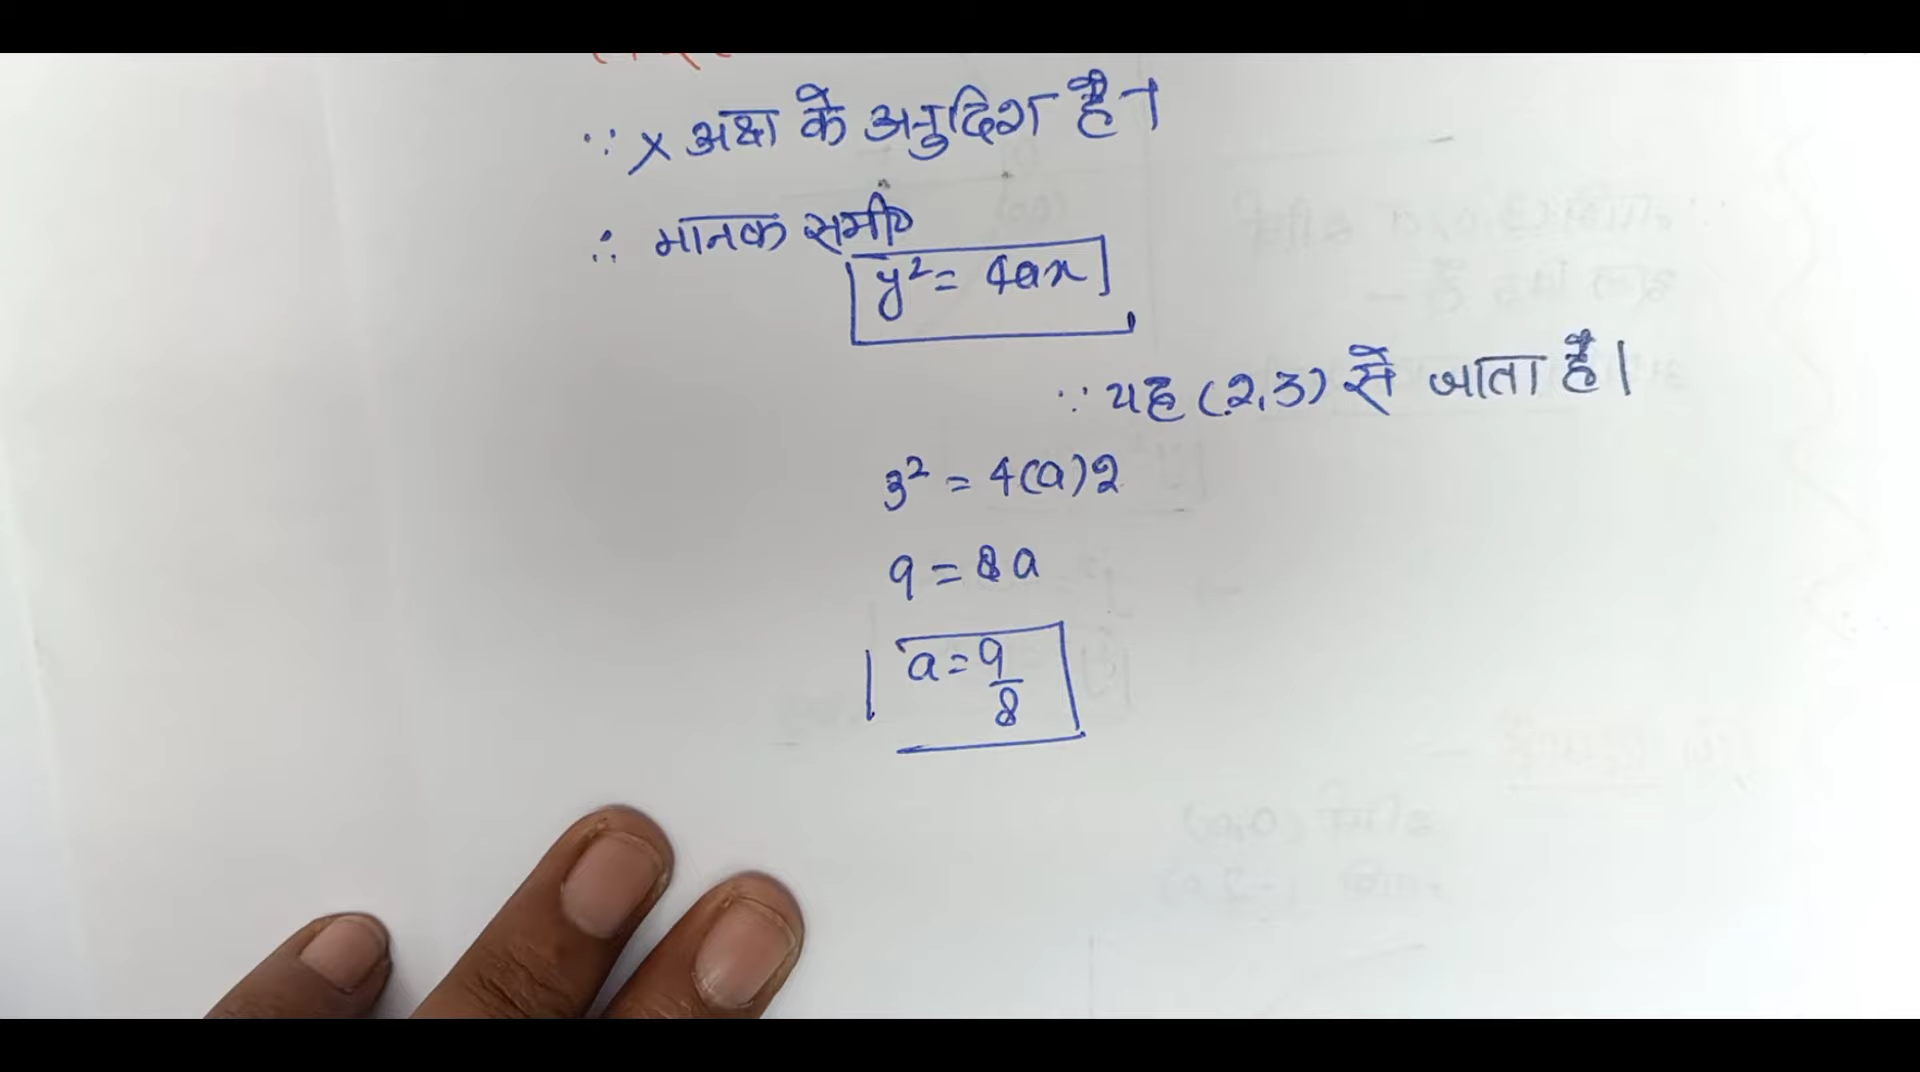 ∵ x अक्ष के अनुदिश है।
∴ मानक समी०
y² = 4ax
∵ यह (2,3) से जाता है।
3² = 4(a)2
9 = 8a
a = 9/8